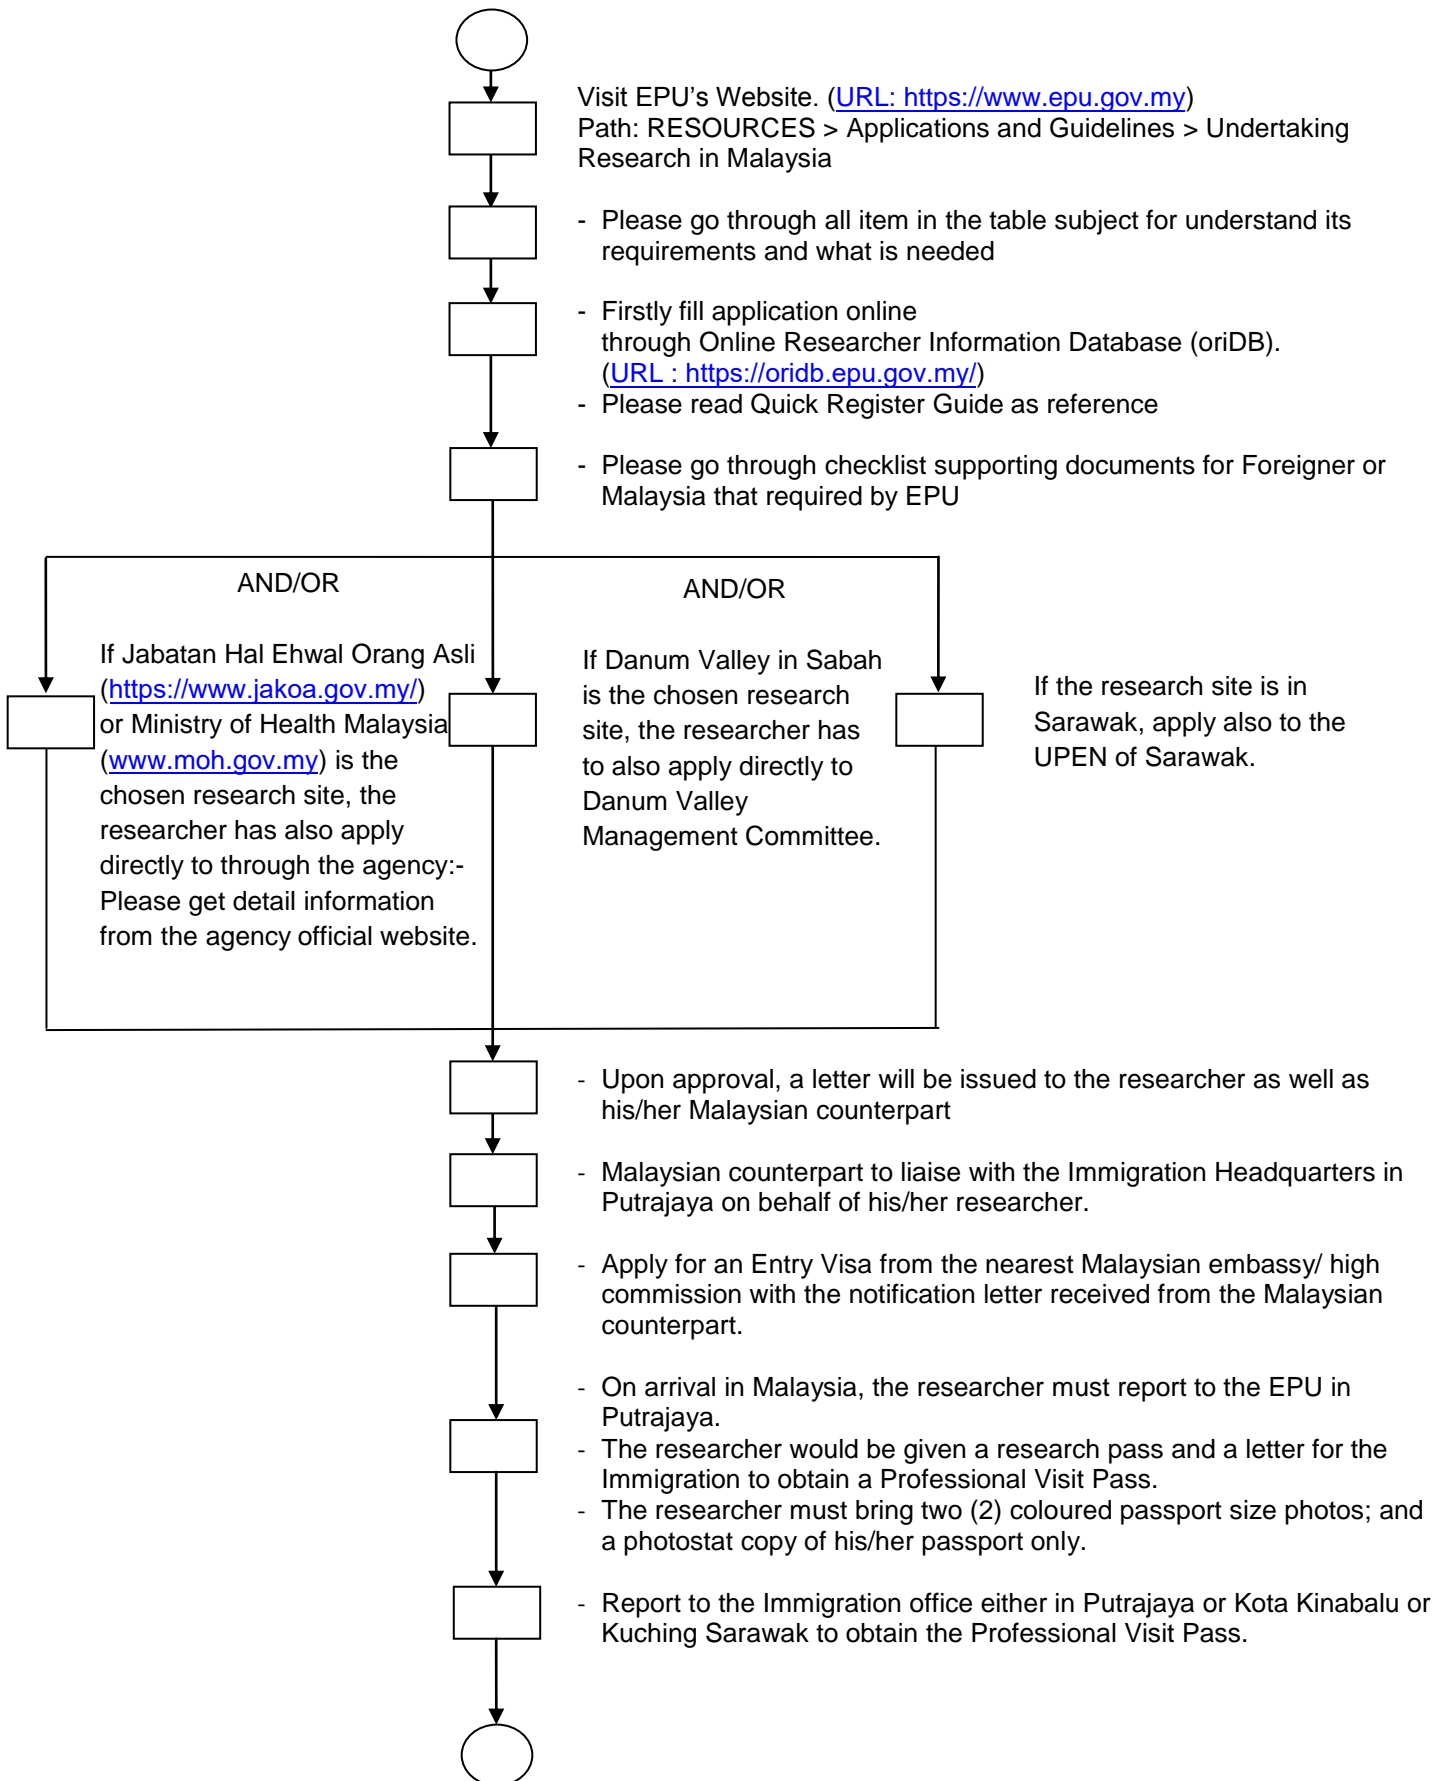 Visit EPU’s Website. (URL: https://www.epu.gov.my)
Path: RESOURCES > Applications and Guidelines > Undertaking
Research in Malaysia
- Please go through all item in the table subject for understand its
requirements and what is needed
- Firstly fill application online
through Online Researcher Information Database (oriDB).
(URL : https://oridb.epu.gov.my/)
- Please read Quick Register Guide as reference
- Please go through checklist supporting documents for Foreigner or
Malaysia that required by EPU
AND/OR
If Jabatan Hal Ehwal Orang Asli
(https://www.jakoa.gov.my/)
or Ministry of Health Malaysia
(www.moh.gov.my) is the
chosen research site, the
researcher has also apply
directly to through the agency:-
Please get detail information
from the agency official website.
AND/OR
If Danum Valley in Sabah
is the chosen research
site, the researcher has
to also apply directly to
Danum Valley
Management Committee.
If the research site is in
Sarawak, apply also to the
UPEN of Sarawak.
- Upon approval, a letter will be issued to the researcher as well as
his/her Malaysian counterpart
- Malaysian counterpart to liaise with the Immigration Headquarters in
Putrajaya on behalf of his/her researcher.
- Apply for an Entry Visa from the nearest Malaysian embassy/ high
commission with the notification letter received from the Malaysian
counterpart.
- On arrival in Malaysia, the researcher must report to the EPU in
Putrajaya.
- The researcher would be given a research pass and a letter for the
Immigration to obtain a Professional Visit Pass.
- The researcher must bring two (2) coloured passport size photos; and
a photostat copy of his/her passport only.
- Report to the Immigration office either in Putrajaya or Kota Kinabalu or
Kuching Sarawak to obtain the Professional Visit Pass.